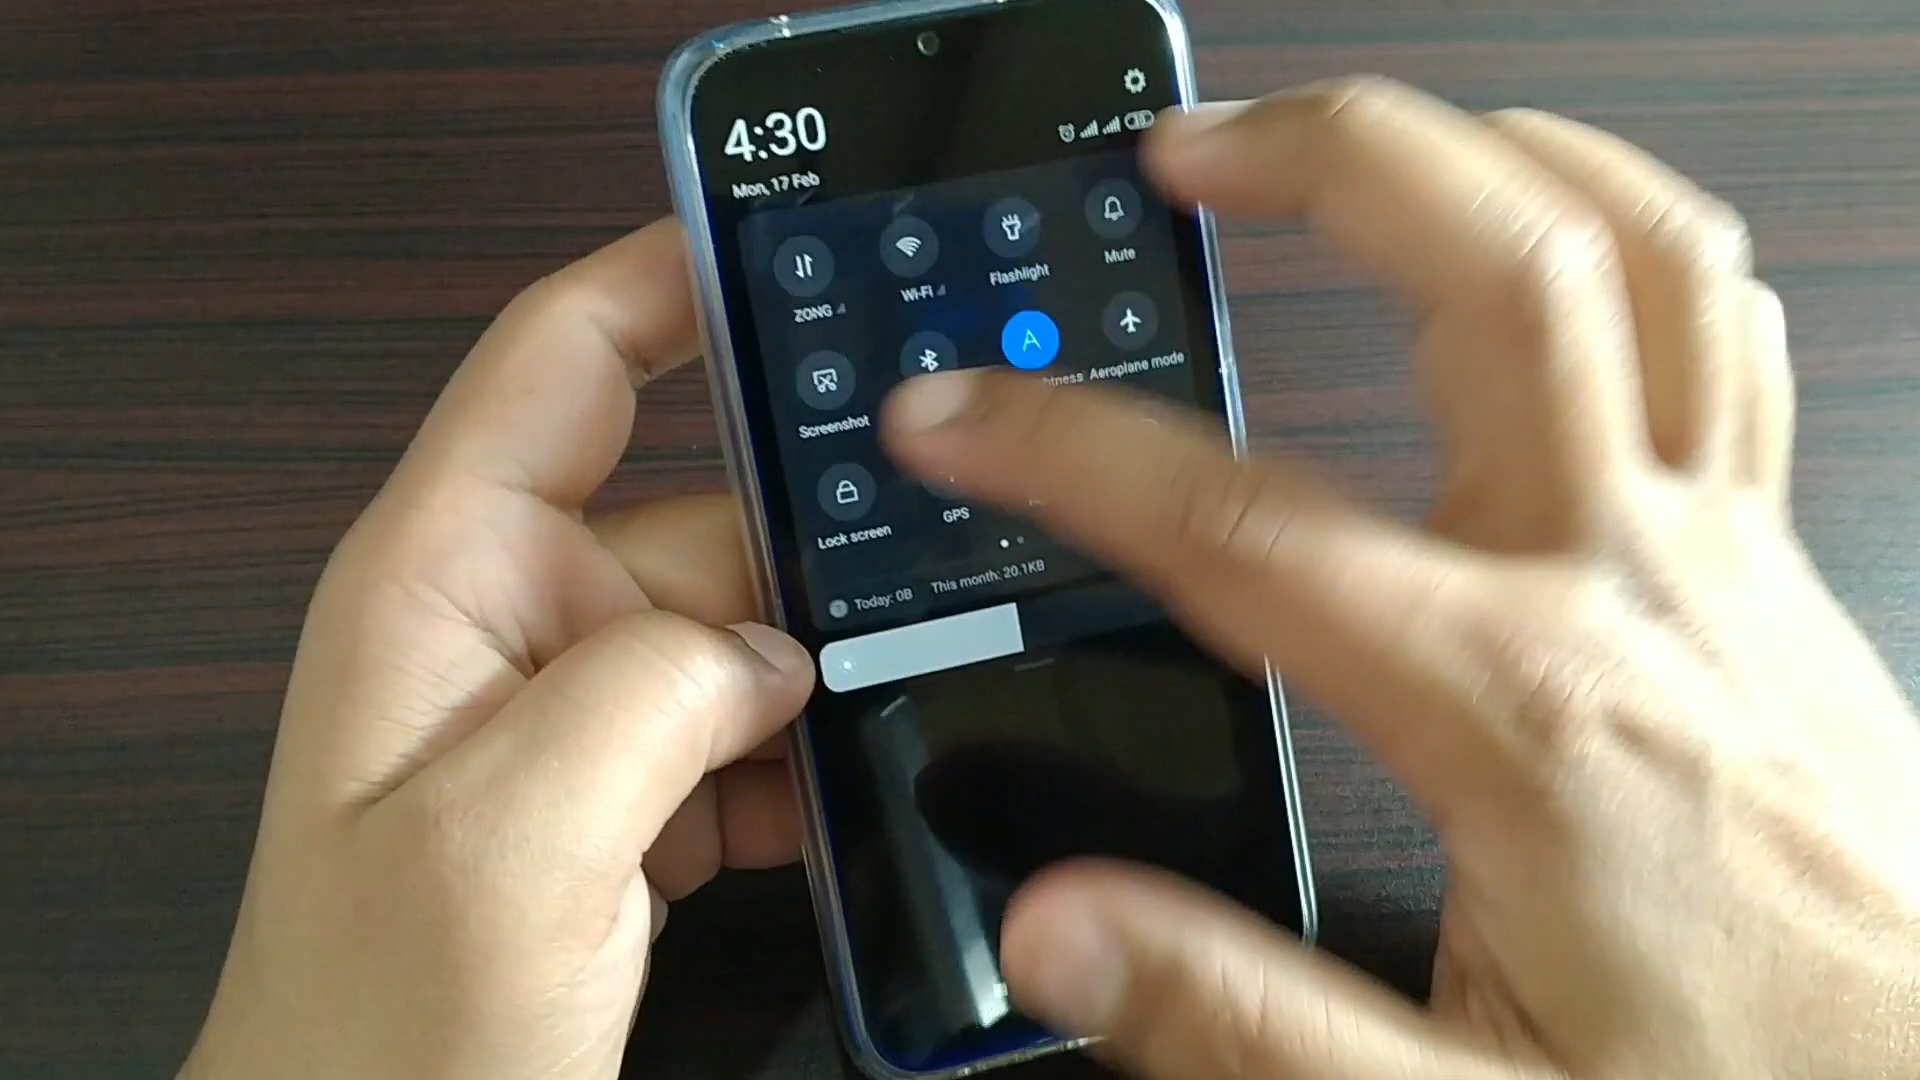 4:30
Mon, 17 Feb
ZONG
Wi-Fi
Flashlight
Mute
Screenshot
A
Aeroplane mode
Lock screen
GPS
Today: 0B This month: 20.1KB